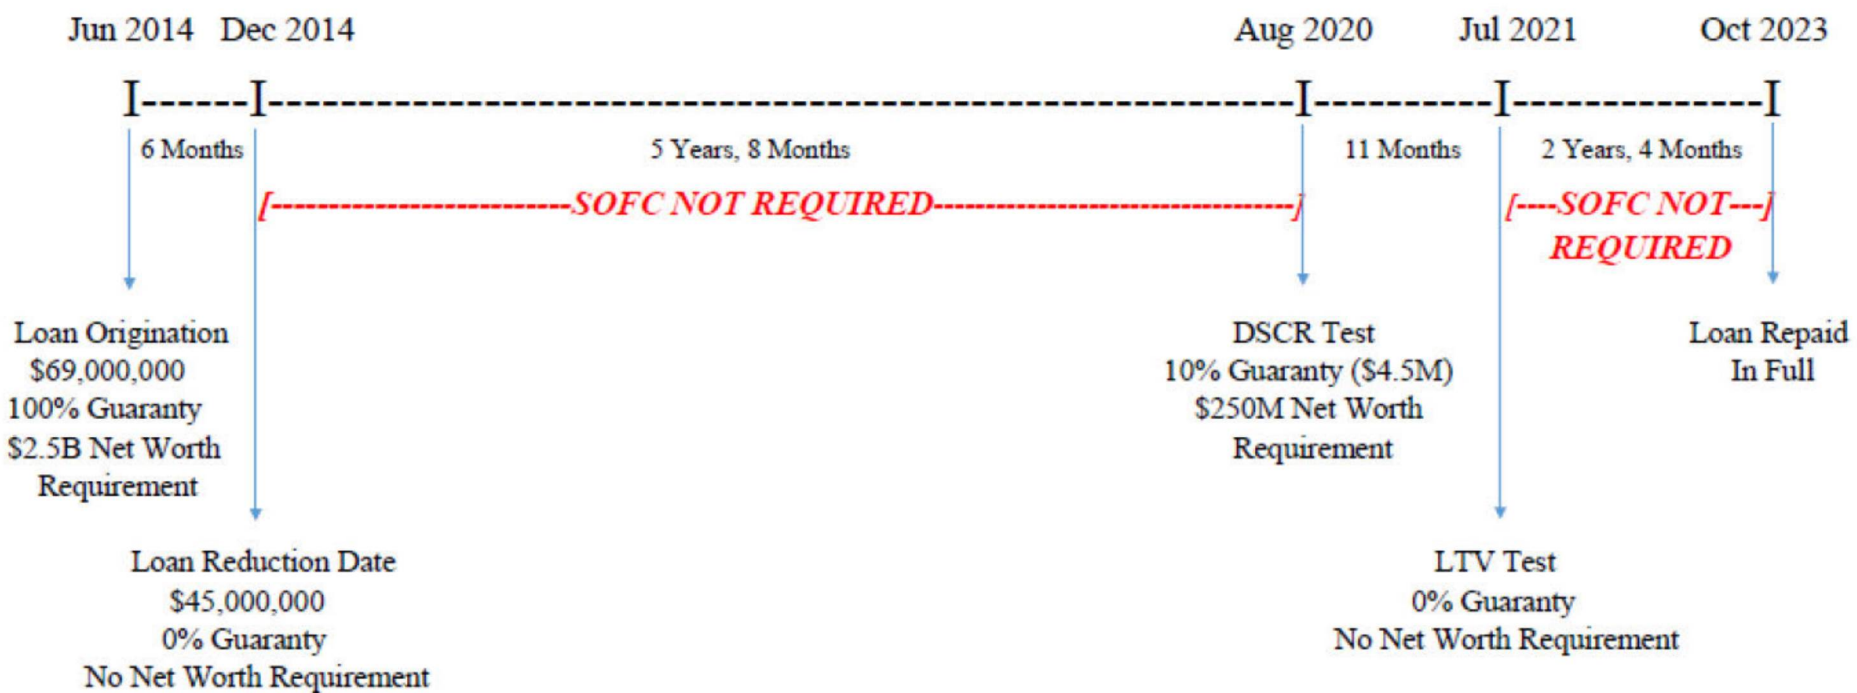 Jun 2014 Dec 2014 Aug 2020 Jul 2021 Oct 2023
I------I----------------------------------------------------------I----------I--------------I
6 Months 5 Years, 8 Months 11 Months 2 Years, 4 Months
[--------------------------SOFC NOT REQUIRED--------------------------------] [----SOFC NOT---]
REQUIRED
Loan Origination
$69,000,000
100% Guaranty
$2.5B Net Worth
Requirement
DSCR Test
10% Guaranty ($4.5M)
$250M Net Worth
Requirement
Loan Repaid
In Full
Loan Reduction Date
$45,000,000
0% Guaranty
No Net Worth Requirement
LTV Test
0% Guaranty
No Net Worth Requirement